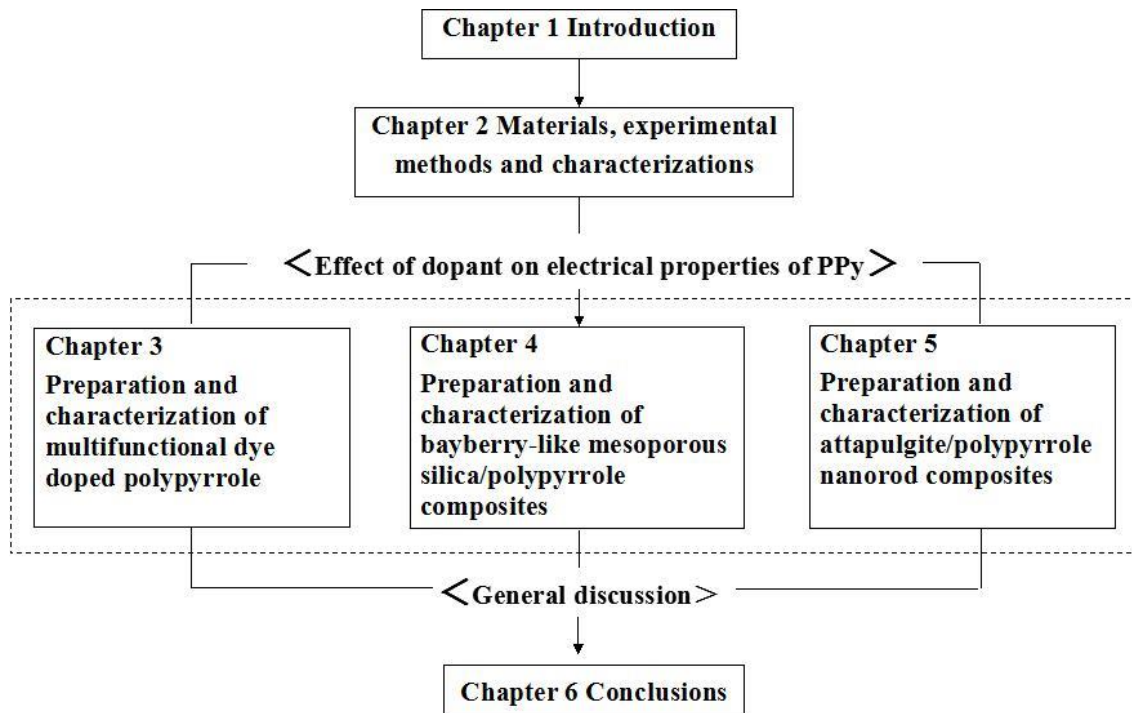 Chapter 1 Introduction
Chapter 2 Materials, experimental
methods and characterizations
<Effect of dopant on electrical properties of PPy>
Chapter 3
Preparation and
characterization of
multifunctional dye
doped polypyrrole
Chapter 4
Preparation and
characterization of
bayberry-like mesoporous
silica/polypyrrole
composites
Chapter 5
Preparation and
characterization of
attapulgite/polypyrrole
nanorod composites
<General discussion>
Chapter 6 Conclusions